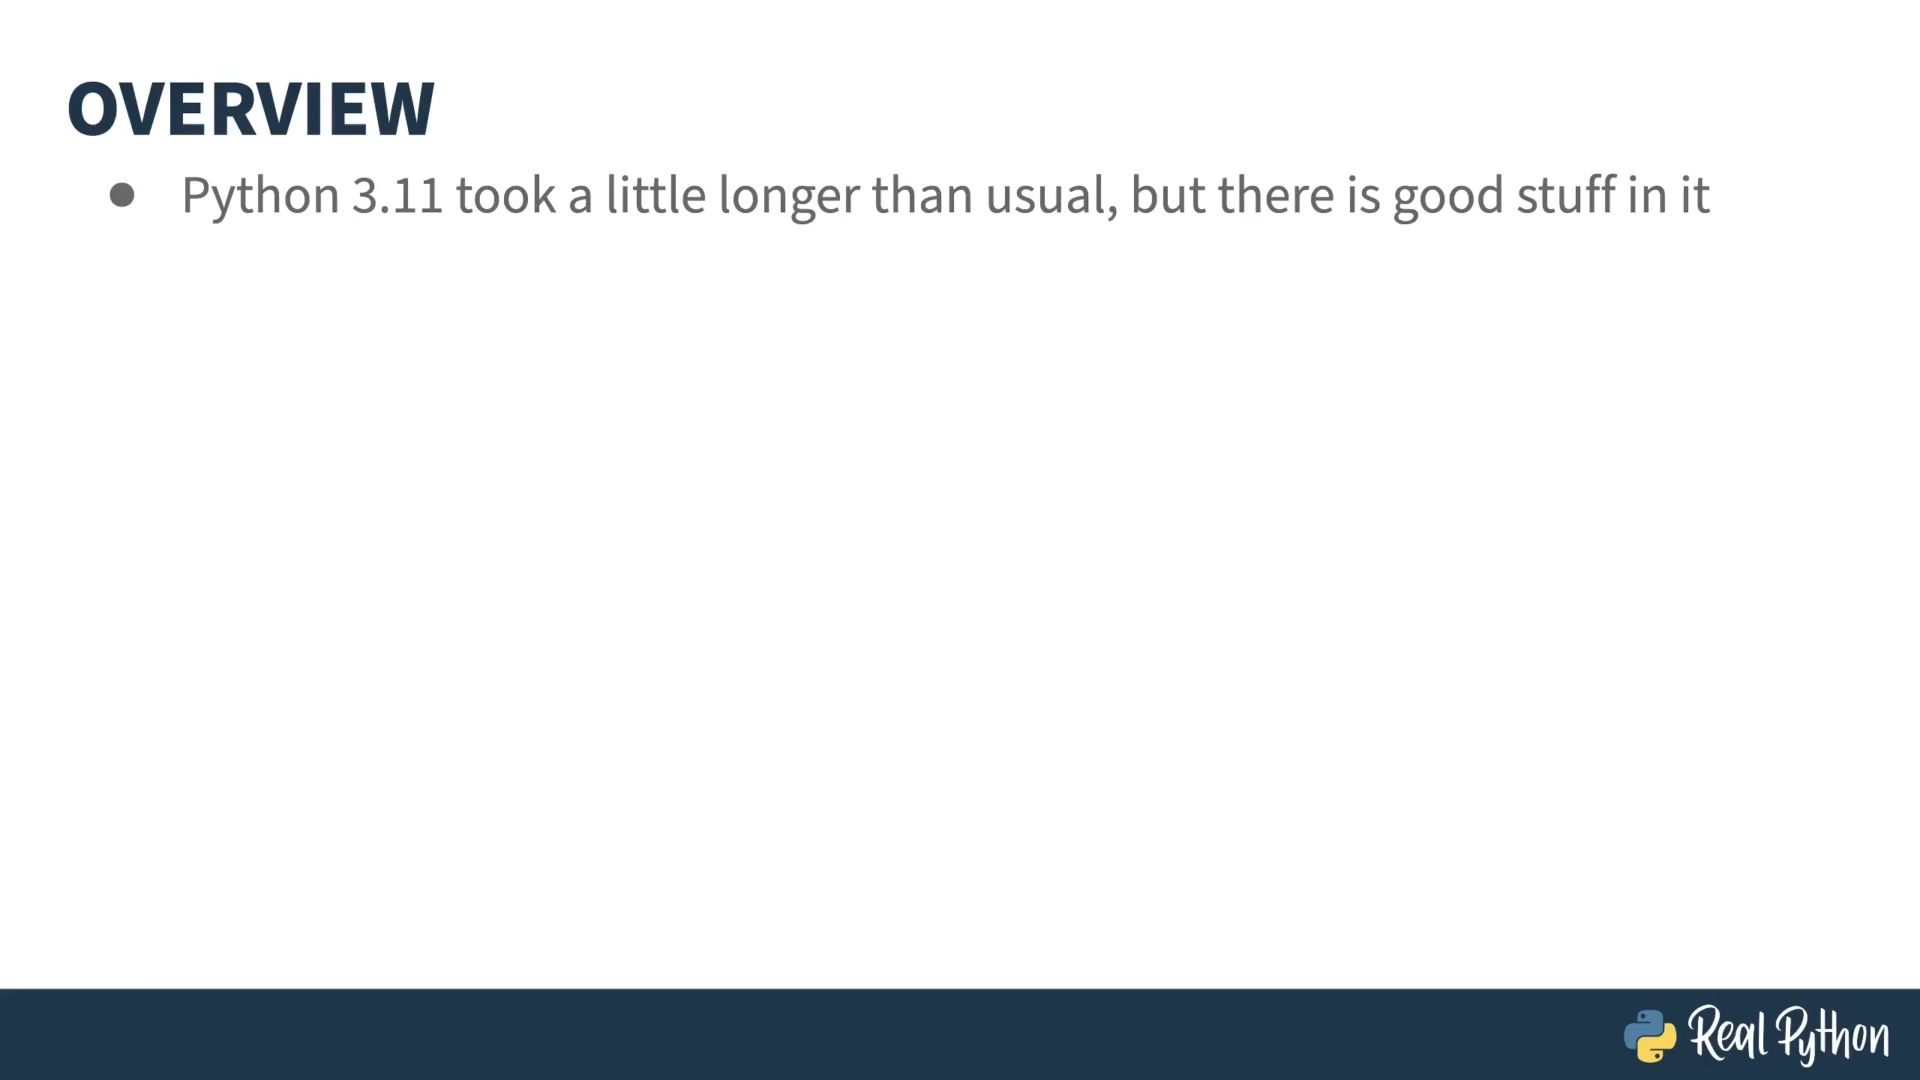 OVERVIEW
● Python 3.11 took a little longer than usual, but there is good stuff in it
Real Python